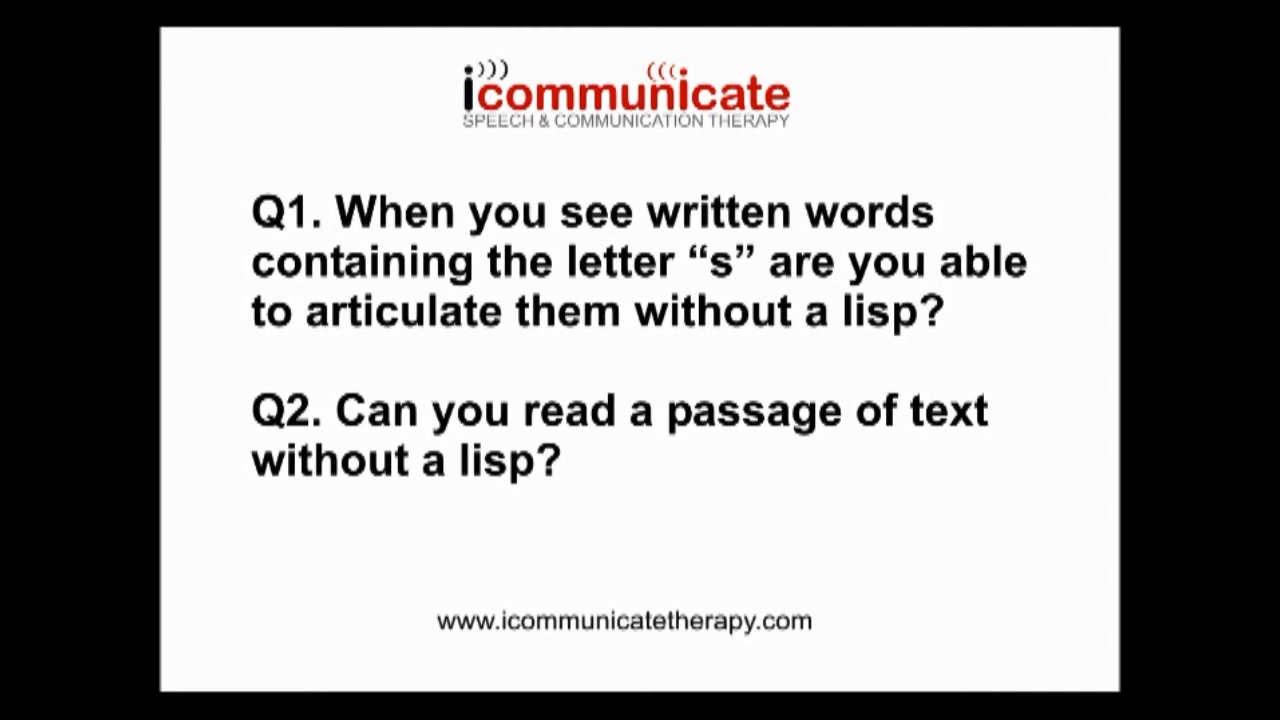 icommunicate
SPEECH & COMMUNICATION THERAPY
Q1. When you see written words
containing the letter “s” are you able
to articulate them without a lisp?
Q2. Can you read a passage of text
without a lisp?
www.icommunicatetherapy.com